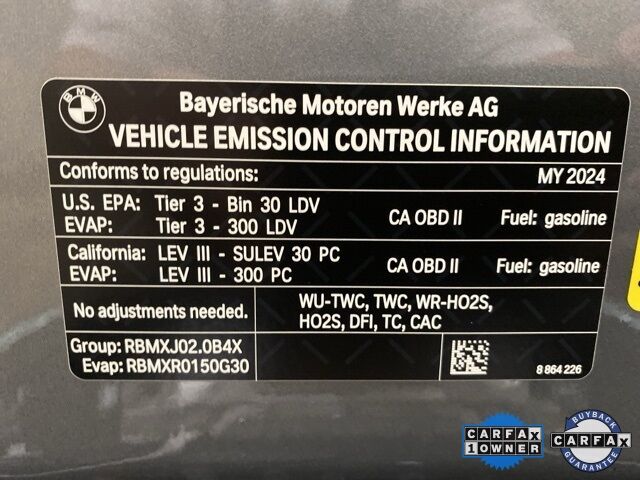 BMW
Bayerische Motoren Werke AG
VEHICLE EMISSION CONTROL INFORMATION
Conforms to regulations: MY 2024
U.S. EPA: Tier 3 - Bin 30 LDV CA OBD II Fuel: gasoline
EVAP: Tier 3 - 300 LDV
California: LEV III - SULEV 30 PC CA OBD II Fuel: gasoline
EVAP: LEV III - 300 PC
No adjustments needed.
WU-TWC, TWC, WR-HO2S,
HO2S, DFI, TC, CAC
Group: RBMXJ02.0B4X
Evap: RBMXR0150G30
8 864 226
CARFAX
1 OWNER
BUYBACK
CARFAX
GUARANTEE